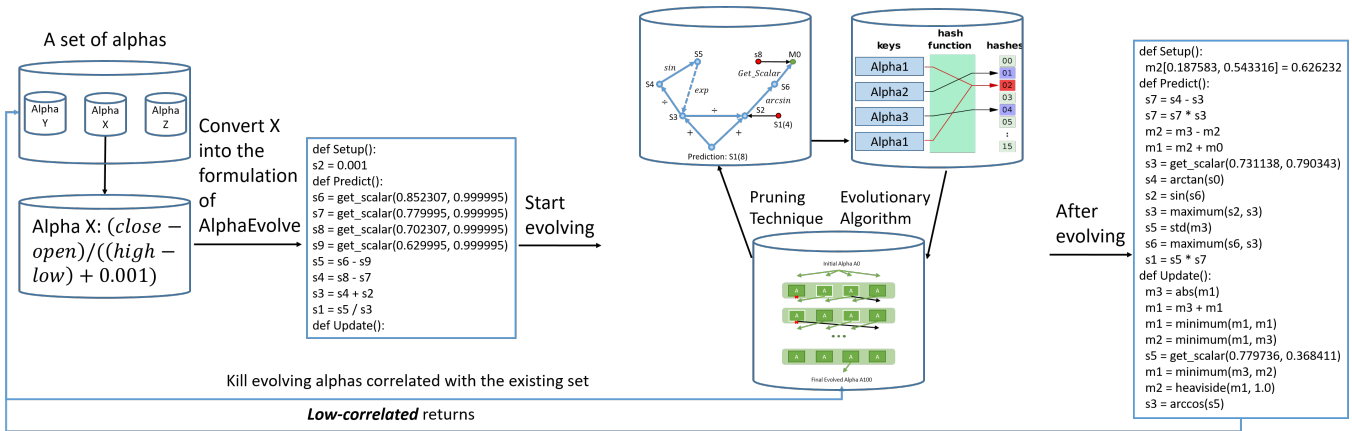 A set of alphas
Alpha
Y
Alpha
X
Alpha
Z
Alpha X: (close −
open)/((high −
low) + 0.001)
Convert X
into the
formulation
of
AlphaEvolve
def Setup():
s2 = 0.001
def Predict():
s6 = get_scalar(0.852307, 0.999995)
s7 = get_scalar(0.779995, 0.999995)
s8 = get_scalar(0.702307, 0.999995)
s9 = get_scalar(0.629995, 0.999995)
s5 = s6 - s9
s4 = s8 - s7
s3 = s4 + s2
s1 = s5 / s3
def Update():
Start
evolving
S5
s8
M0
sin
Get_Scalar
S4
exp
S6
arcsin
÷
÷
S2
S3
S1(4)
+
+
Prediction: S1(8)
hash
keys
function
hashes
Alpha1
Alpha2
Alpha3
Alpha1
00
01
02
03
04
05
:
15
Pruning
Technique
Evolutionary
Algorithm
Initial Alpha A0
A A A A
A A A A
...
A A A A
Final Evolved Alpha A100
After
evolving
def Setup():
m2[0.187583, 0.543316] = 0.626232
def Predict():
s7 = s4 - s3
s7 = s7 * s3
m2 = m3 - m2
m1 = m2 + m0
s3 = get_scalar(0.731138, 0.790343)
s4 = arctan(s0)
s2 = sin(s6)
s3 = maximum(s2, s3)
s5 = std(m3)
s6 = maximum(s6, s3)
s1 = s5 * s7
def Update():
m3 = abs(m1)
m1 = m3 + m1
m1 = minimum(m1, m1)
m2 = minimum(m1, m3)
s5 = get_scalar(0.779736, 0.368411)
m1 = minimum(m3, m2)
m2 = heaviside(m1, 1.0)
s3 = arccos(s5)
Kill evolving alphas correlated with the existing set
Low-correlated returns